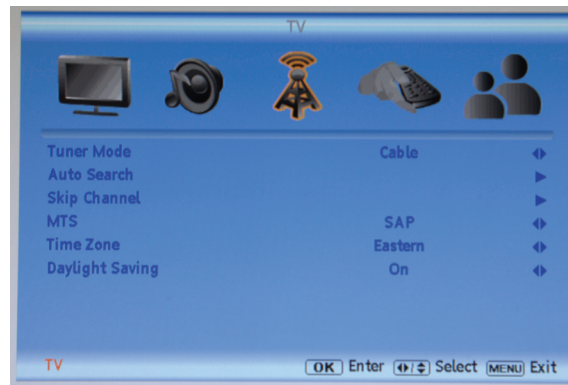 TV
Tuner Mode Cable
Auto Search
Skip Channel
MTS SAP
Time Zone Eastern
Daylight Saving On
TV OK Enter / Select MENU Exit